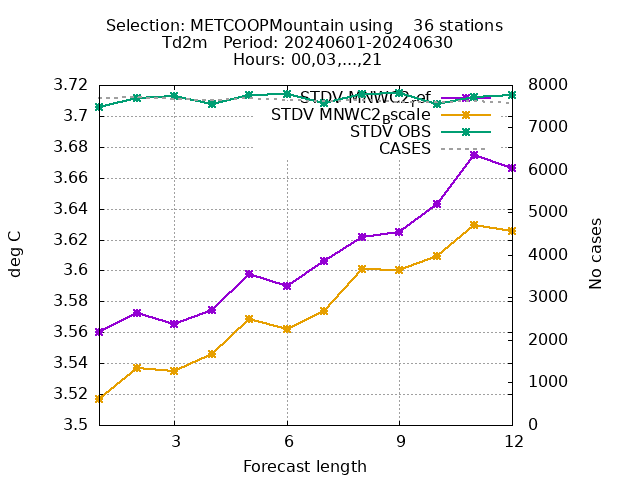 Selection: METCOOPMountain using    36 stations
Td2m   Period: 20240601-20240630
Hours: 00,03,...,21
3.72
3.7
3.68
3.66
3.64
3.62
3.6
3.58
3.56
3.54
3.52
3.5
deg C
STDV MNWC2ref
STDV MNWC2Bscale
STDV OBS
CASES
8000
7000
6000
5000
4000
3000
2000
1000
0
No cases
3
6
9
12
Forecast length